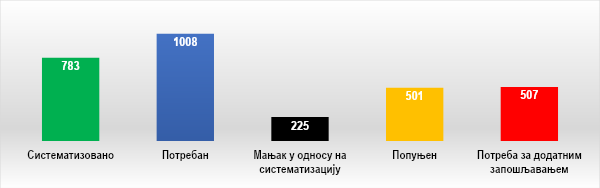 783
1008
225
501
507
Систематизовано
Потребан
Мањак у односу на
систематизацију
Попуњен
Потреба за додатним
запошљавањем